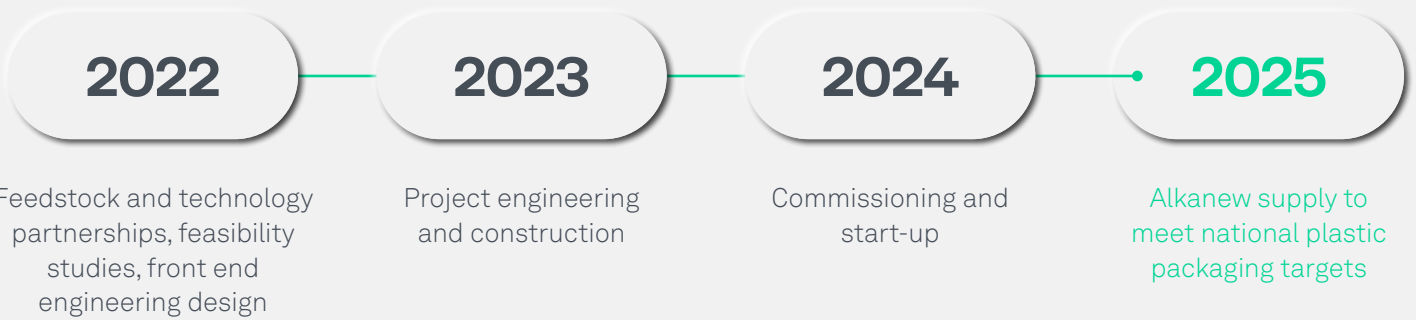 2022
2023
2024
2025
Feedstock and technology
partnerships, feasibility
studies, front end
engineering design
Project engineering
and construction
Commissioning and
start-up
Alkanew supply to
meet national plastic
packaging targets